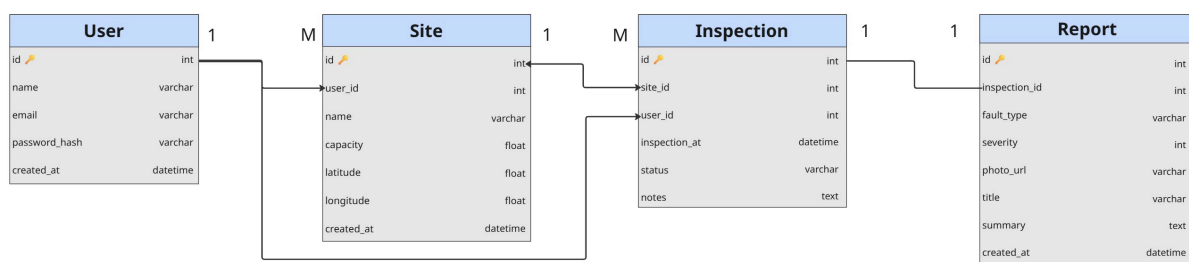 User
id 🔑 int
name varchar
email varchar
password_hash varchar
created_at datetime
1
M
Site
id 🔑 int
user_id int
name varchar
capacity float
latitude float
longitude float
created_at datetime
1
M
Inspection
id 🔑 int
site_id int
user_id int
inspection_at datetime
status varchar
notes text
1
1
Report
id 🔑 int
inspection_id int
fault_type varchar
severity int
photo_url varchar
title varchar
summary text
created_at datetime